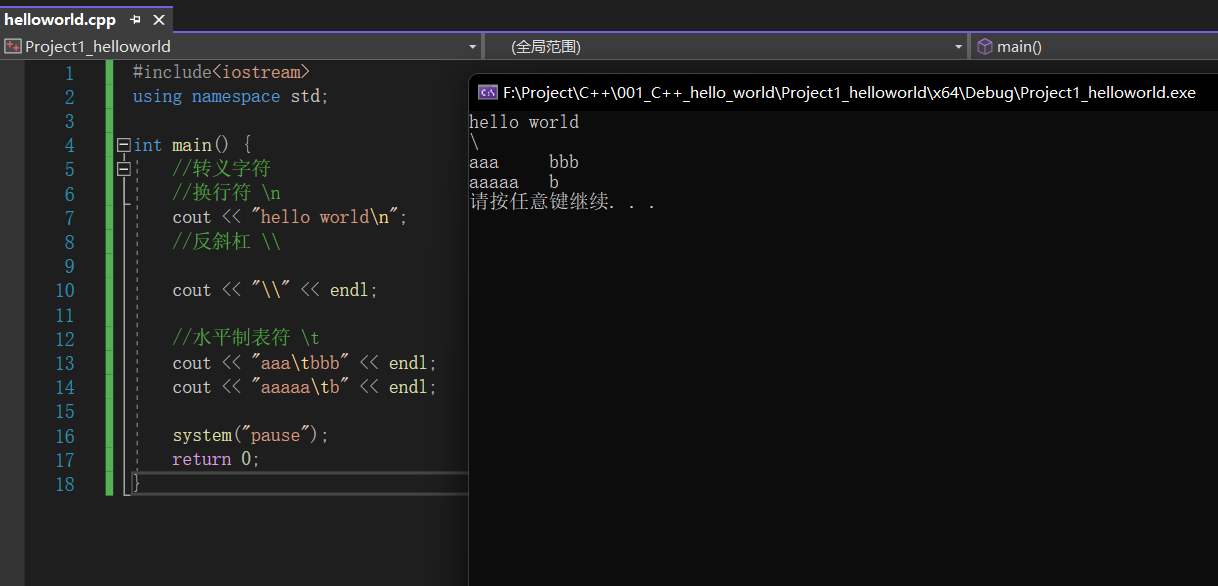 helloworld.cpp
Project1_helloworld (全局范围) main()
1 #include<iostream>
2 using namespace std;
3
4 int main() {
5 //转义字符
6 //换行符 \n
7 cout << "hello world\n";
8 //反斜杠 \\
9
10 cout << "\\" << endl;
11
12 //水平制表符 \t
13 cout << "aaa\tbbb" << endl;
14 cout << "aaaaa\tb" << endl;
15
16 system("pause");
17 return 0;
18 }
F:\Project\C++\001_C++_hello_world\Project1_helloworld\x64\Debug\Project1_helloworld.exe
hello world
\
aaa     bbb
aaaaa   b
请按任意键继续. . .